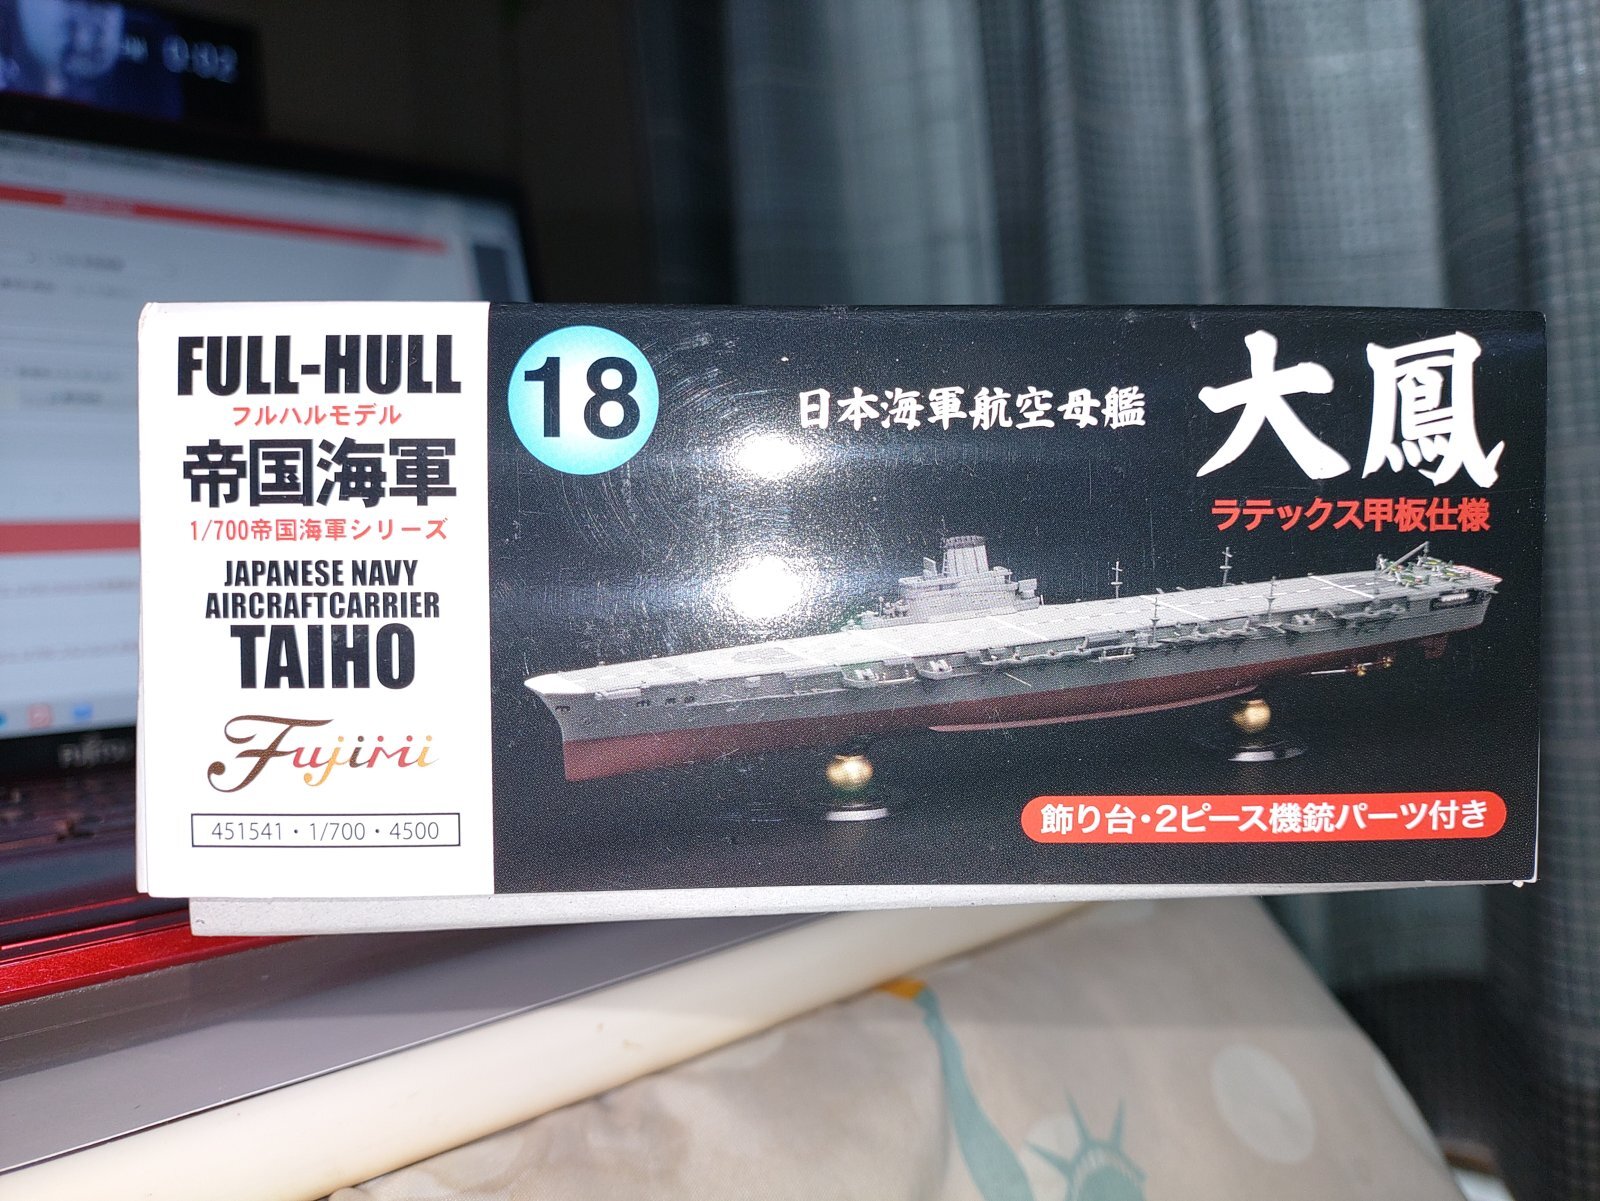 FULL-HULL
フルハルモデル
帝国海軍
1/700帝国海軍シリーズ
JAPANESE NAVY
AIRCRAFTCARRIER
TAIHO
Fujimi
451541・1/700・4500
18
日本海軍航空母艦
大鳳
ラテックス甲板仕様
飾り台・2ピース機銃パーツ付き
0:02
FUJITSU